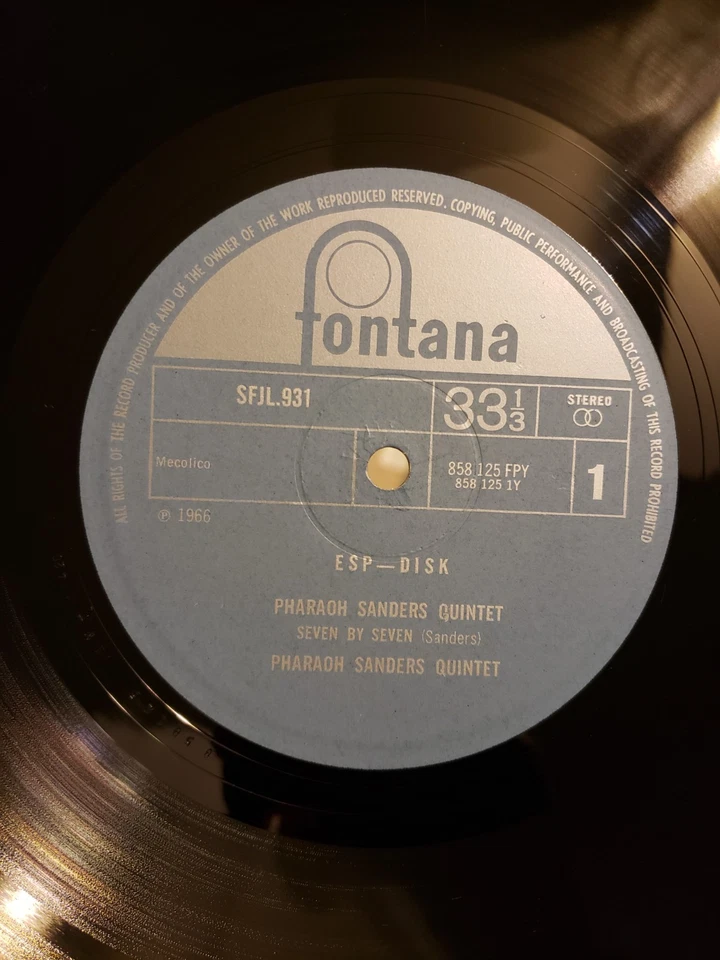 ALL RIGHTS OF THE RECORD PRODUCER AND OF THE OWNER OF THE WORK REPRODUCED RESERVED. COPYING, PUBLIC PERFORMANCE AND BROADCASTING OF THIS RECORD PROHIBITED
fontana
SFJL.931
33 1/3
STEREO
Mecolico
858 125 FPY
858 125 1Y
1
℗ 1966
ESP—DISK
PHARAOH SANDERS QUINTET
SEVEN BY SEVEN (Sanders)
PHARAOH SANDERS QUINTET